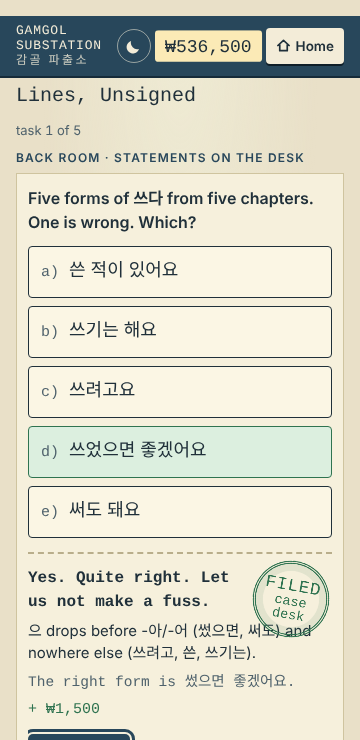 GAMGOL
SUBSTATION
감골 파출소
₩536,500
Home
Lines, Unsigned
task 1 of 5
BACK ROOM · STATEMENTS ON THE DESK
Five forms of 쓰다 from five chapters.
One is wrong. Which?
a) 쓴 적이 있어요
b) 쓰기는 해요
c) 쓰려고요
d) 쓰었으면 좋겠어요
e) 써도 돼요
Yes. Quite right. Let
us not make a fuss.
FILED
case
desk
으 drops before -아/-어 (썼으면, 써도) and
nowhere else (쓰려고, 쓴, 쓰기는).
The right form is 썼으면 좋겠어요.
+ ₩1,500